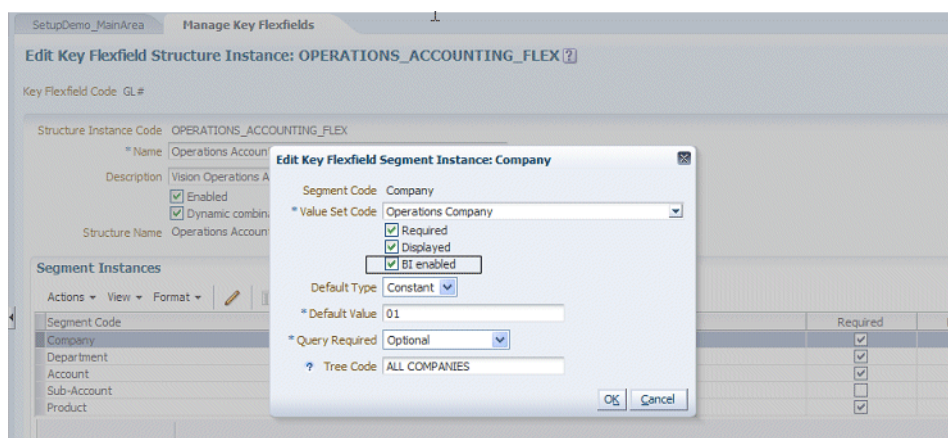 SetupDemo_MainArea Manage Key Flexfields
Edit Key Flexfield Structure Instance: OPERATIONS_ACCOUNTING_FLEX ?
Key Flexfield Code GL#
Structure Instance Code OPERATIONS_ACCOUNTING_FLEX
* Name Operations Accoun
Description Vision Operations A
Enabled
Dynamic combina
Structure Name Operations Accoun
Segment Instances
Actions View Format
Segment Code Required
Company
Department
Account
Sub-Account
Product
Edit Key Flexfield Segment Instance: Company
Segment Code Company
* Value Set Code Operations Company
Required
Displayed
BI enabled
Default Type Constant
* Default Value 01
* Query Required Optional
? Tree Code ALL COMPANIES
OK Cancel